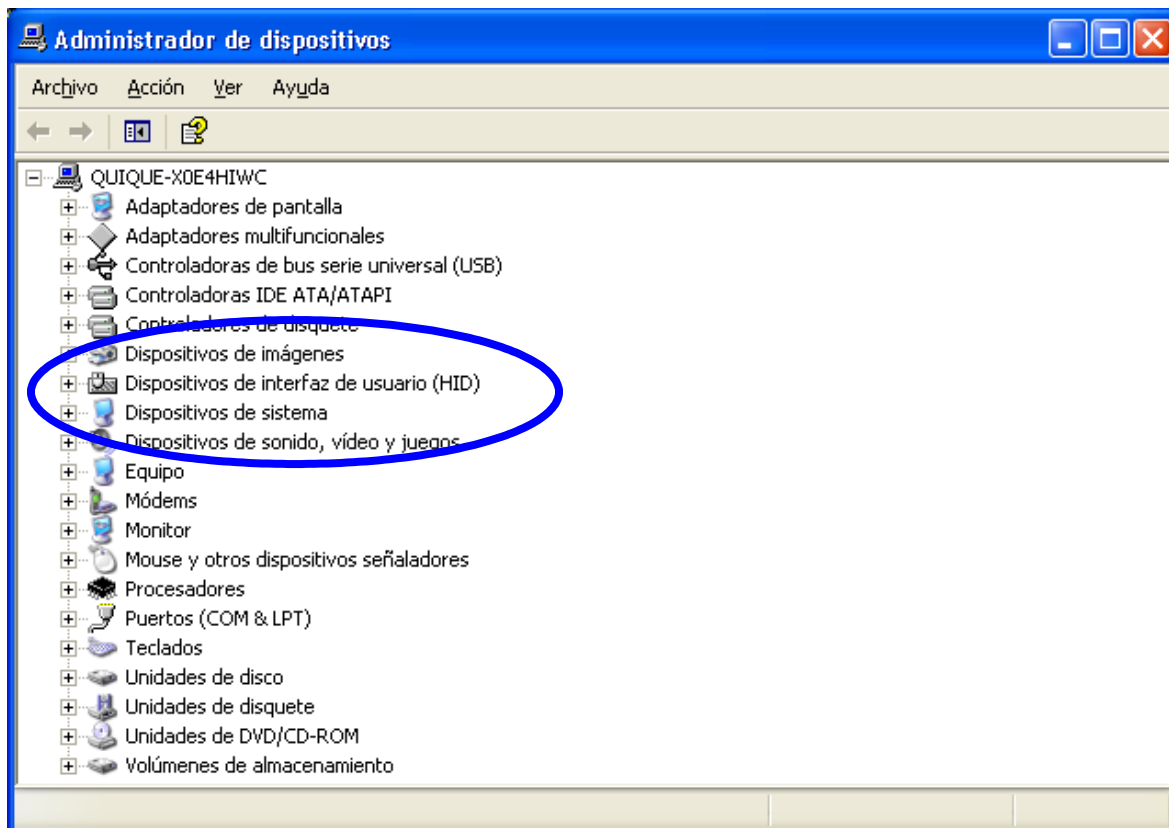 Administrador de dispositivos
Archivo Acción Ver Ayuda
QUIQUE-X0E4HIWC
Adaptadores de pantalla
Adaptadores multifuncionales
Controladoras de bus serie universal (USB)
Controladoras IDE ATA/ATAPI
Controladores de disquete
Dispositivos de imágenes
Dispositivos de interfaz de usuario (HID)
Dispositivos de sistema
Dispositivos de sonido, vídeo y juegos
Equipo
Módems
Monitor
Mouse y otros dispositivos señaladores
Procesadores
Puertos (COM & LPT)
Teclados
Unidades de disco
Unidades de disquete
Unidades de DVD/CD-ROM
Volúmenes de almacenamiento